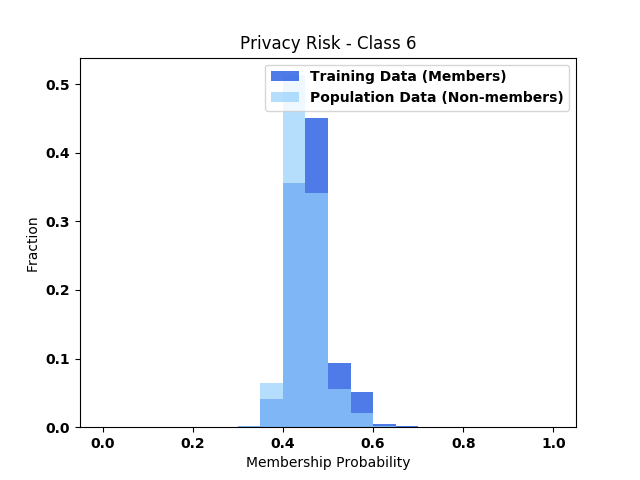 Privacy Risk - Class 6
Training Data (Members)
Population Data (Non-members)
0.5
0.4
0.3
0.2
0.1
0.0
Fraction
0.0 0.2 0.4 0.6 0.8 1.0
Membership Probability